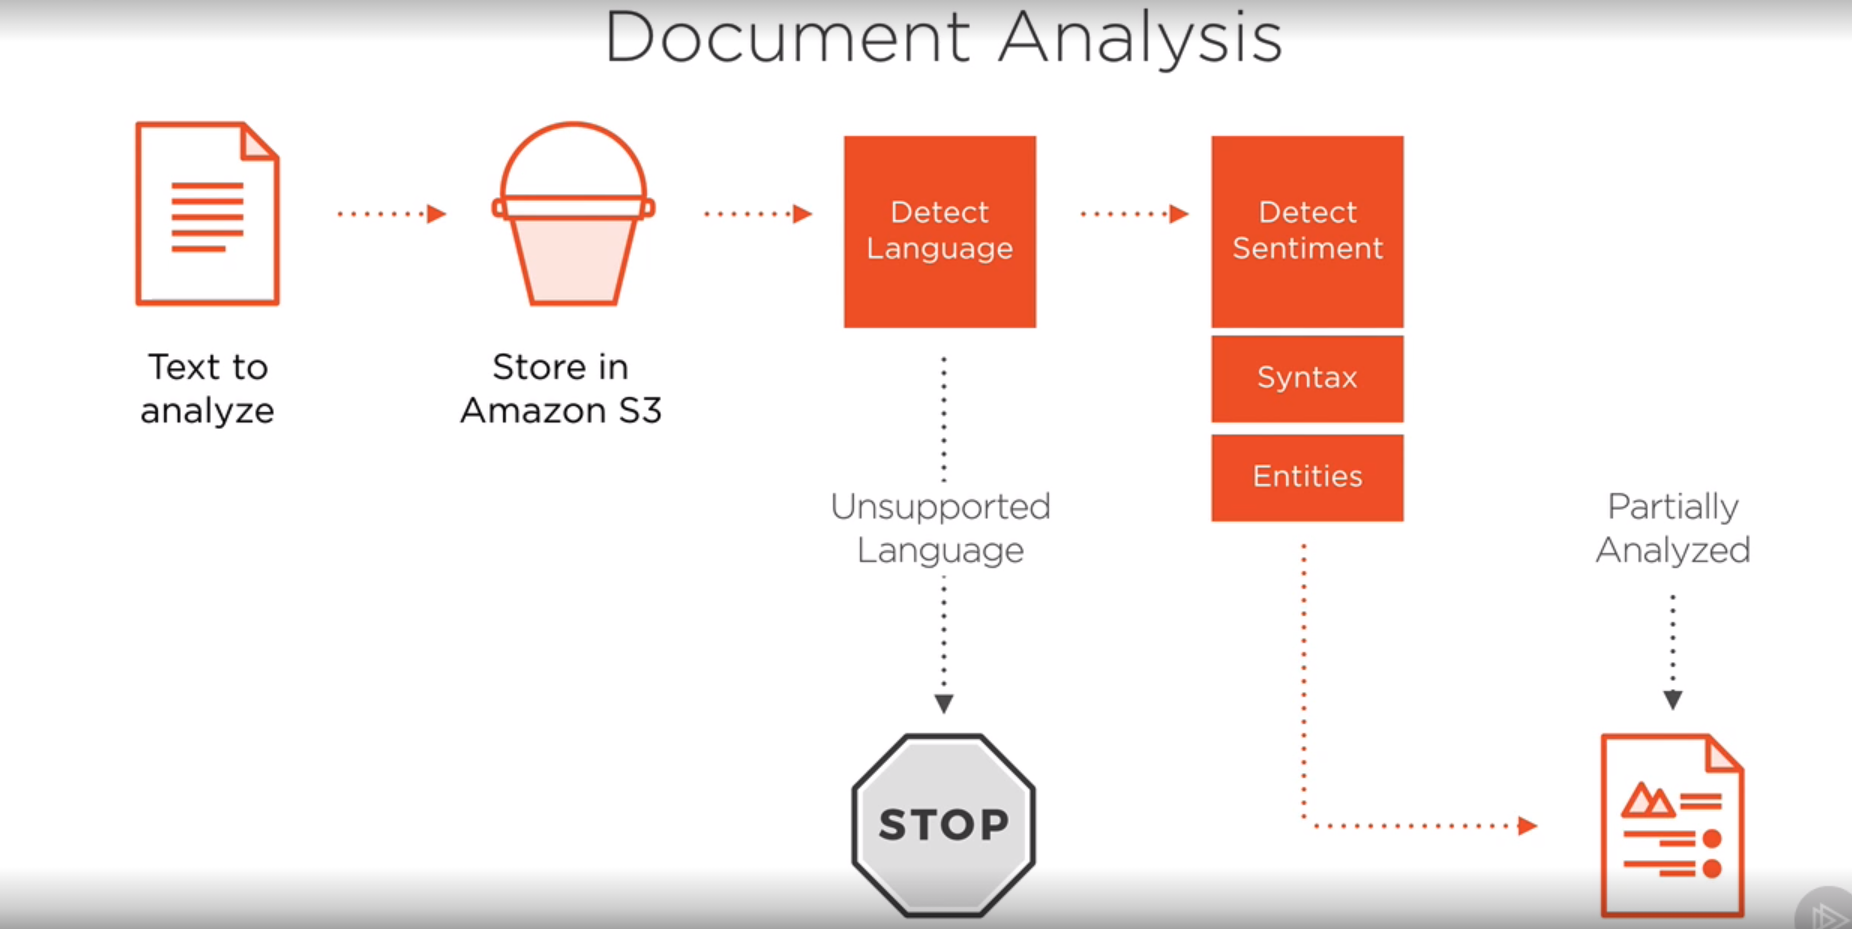 Document Analysis
Text to
analyze
Store in
Amazon S3
Detect
Language
Detect
Sentiment
Syntax
Entities
Unsupported
Language
Partially
Analyzed
STOP